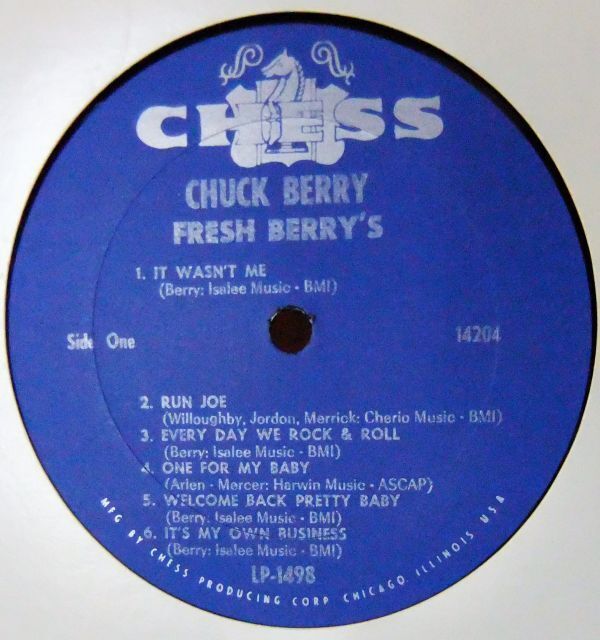 CHESS
CHUCK BERRY
FRESH BERRY'S
1. IT WASN'T ME
(Berry: Isalee Music - BMI)
Side One
14204
2. RUN JOE
(Willoughby, Jordon, Merrick: Cherio Music - BMI)
3. EVERY DAY WE ROCK & ROLL
(Berry: Isalee Music - BMI)
4. ONE FOR MY BABY
(Arlen - Mercer: Harwin Music - ASCAP)
5. WELCOME BACK PRETTY BABY
(Berry: Isalee Music - BMI)
6. IT'S MY OWN BUSINESS
(Berry: Isalee Music - BMI)
LP-1498
MFG BY CHESS PRODUCING CORP CHICAGO ILLINOIS USA